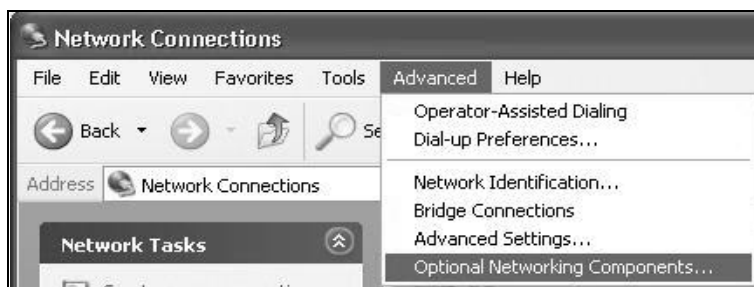 Network Connections
File Edit View Favorites Tools Advanced Help
Back Se
Operator-Assisted Dialing
Dial-up Preferences...
Address Network Connections
Network Identification...
Bridge Connections
Advanced Settings...
Optional Networking Components...
Network Tasks